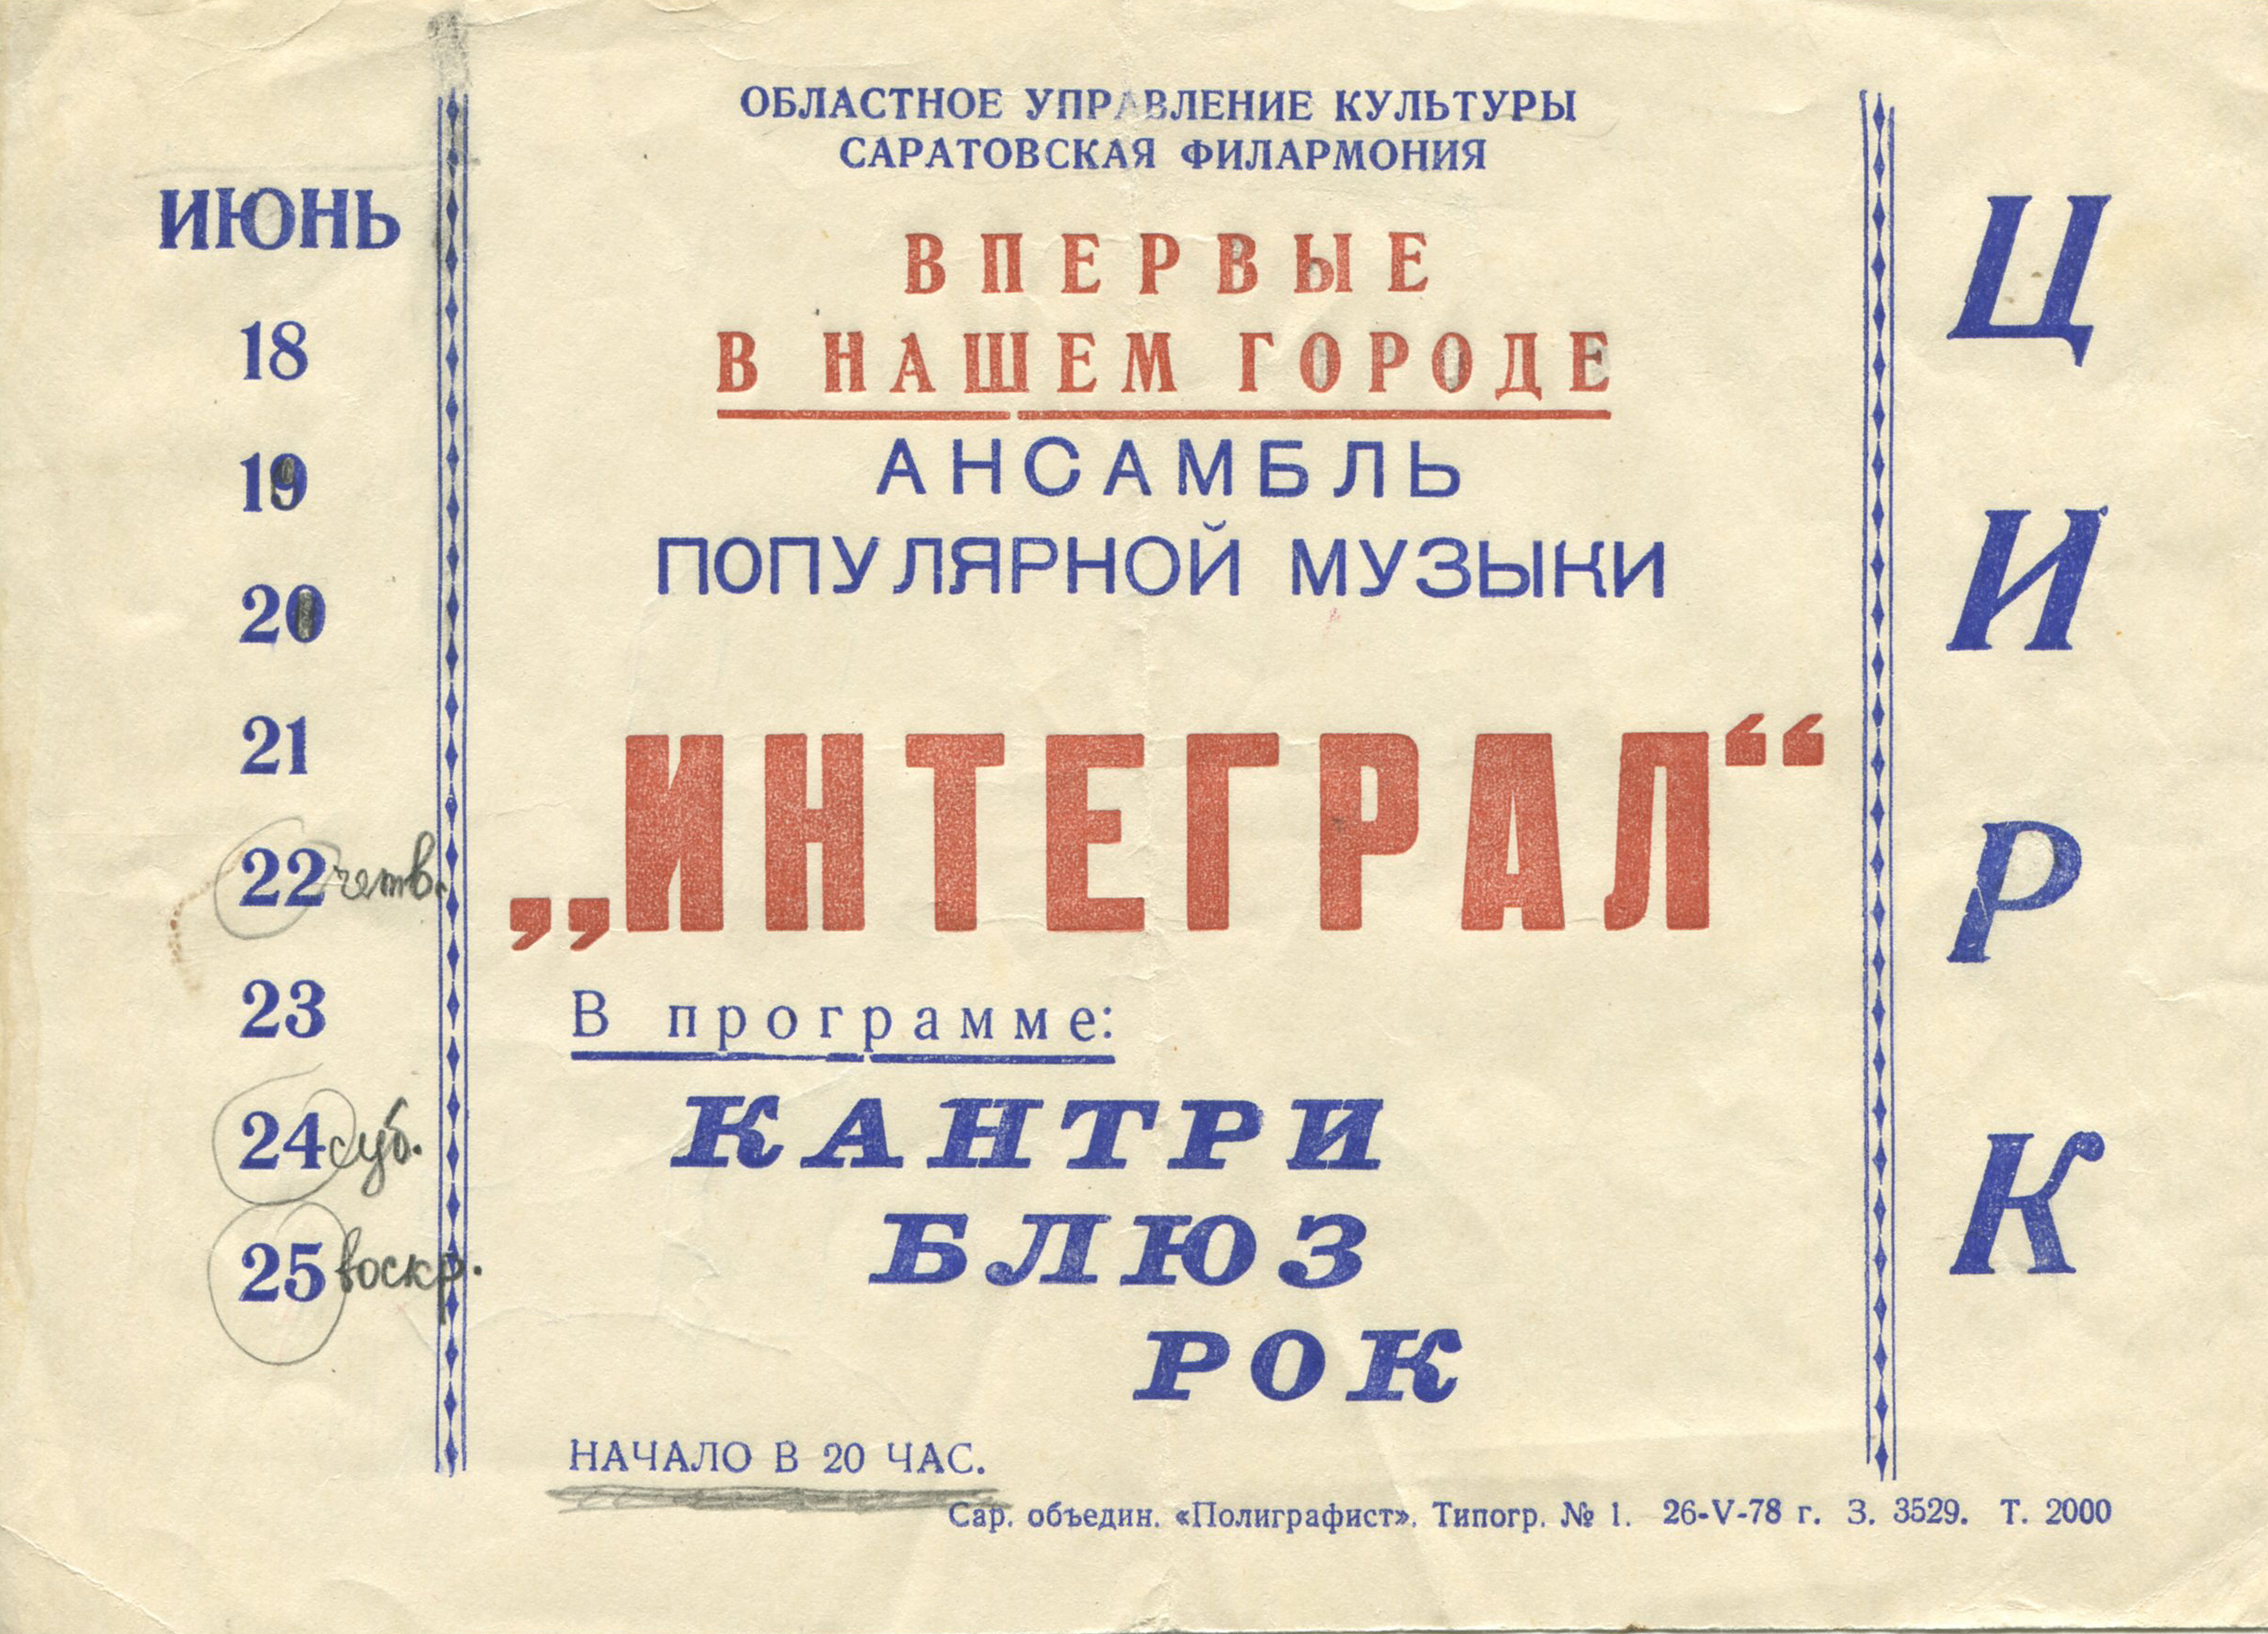 ИЮНЬ
18
19
20
21
22 четв.
23
24 суб.
25 воскр.
ОБЛАСТНОЕ УПРАВЛЕНИЕ КУЛЬТУРЫ
САРАТОВСКАЯ ФИЛАРМОНИЯ
ВПЕРВЫЕ
В НАШЕМ ГОРОДЕ
АНСАМБЛЬ
ПОПУЛЯРНОЙ МУЗЫКИ
„ИНТЕГРАЛ“
В программе:
КАНТРИ
БЛЮЗ
РОК
НАЧАЛО В 20 ЧАС.
Сар. объедин. «Полиграфист». Типогр. № 1. 26-V-78 г. З. 3529. Т. 2000
ЦИРК